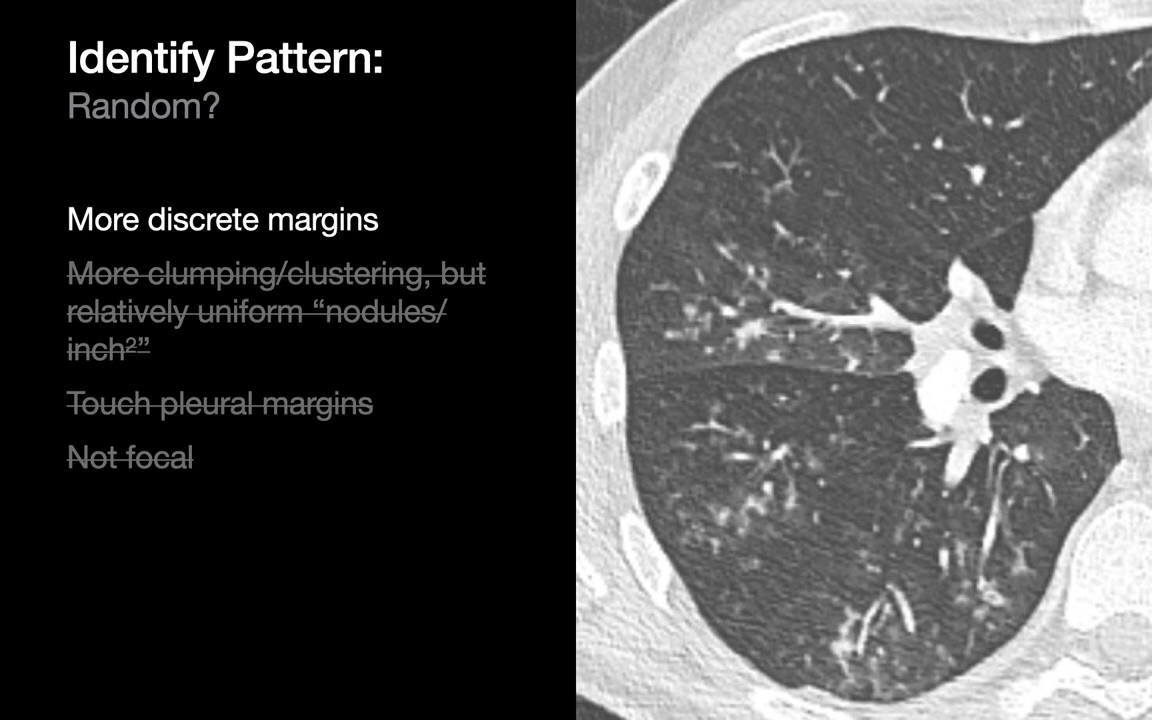 Identify Pattern:
Random?
More discrete margins
More clumping/clustering, but
relatively uniform “nodules/
inch²”
Touch pleural margins
Not focal